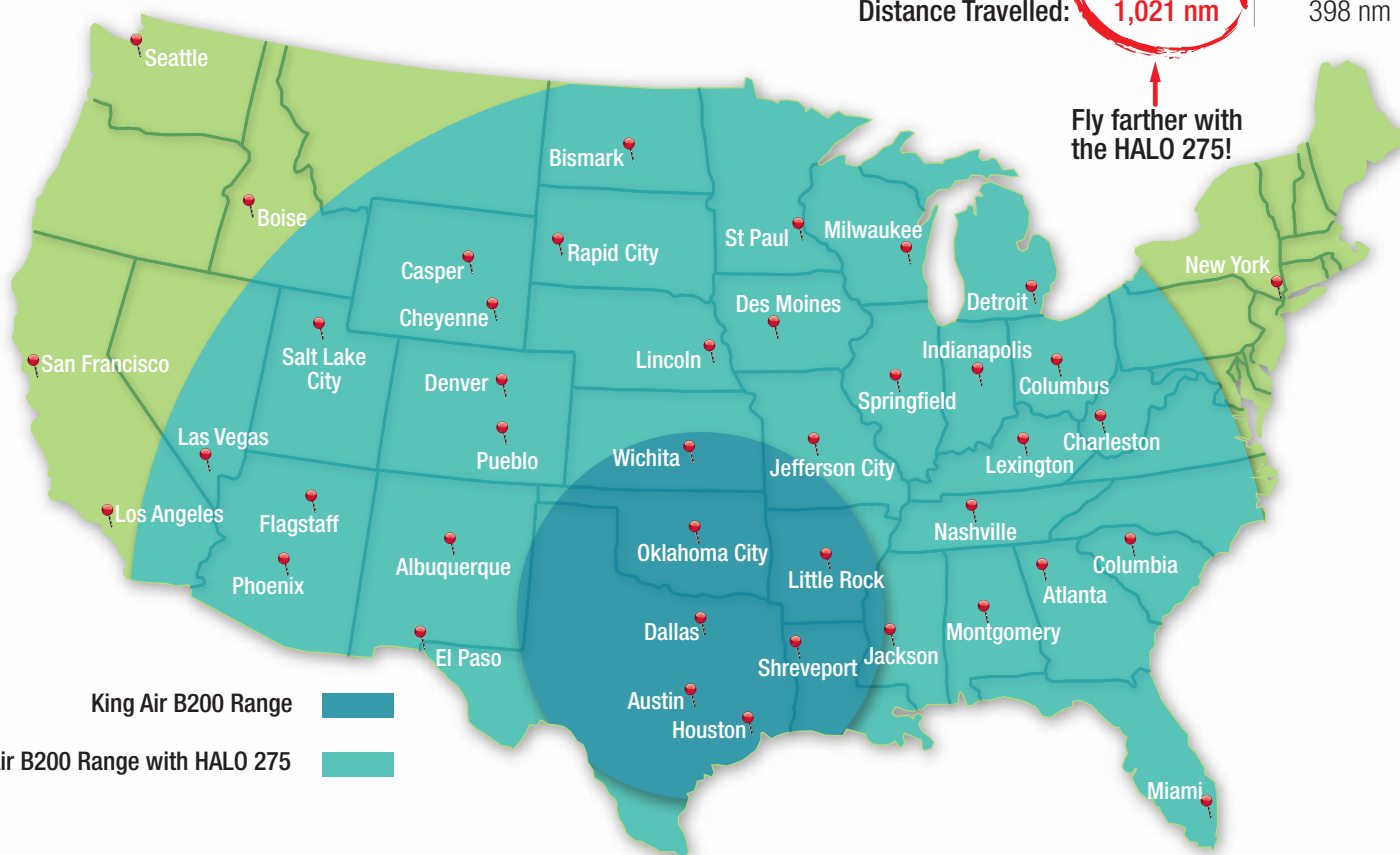 Distance Travelled: 1,021 nm 398 nm
Fly farther with
the HALO 275!
Seattle
Bismark
Boise
St Paul
Milwaukee
Rapid City
Casper
New York
Detroit
Des Moines
Cheyenne
Salt Lake
City
San Francisco
Lincoln
Indianapolis
Denver
Columbus
Springfield
Las Vegas
Pueblo
Wichita
Jefferson City
Lexington
Charleston
Los Angeles
Flagstaff
Nashville
Albuquerque
Oklahoma City
Columbia
Phoenix
Little Rock
Atlanta
Dallas
Montgomery
El Paso
Shreveport
Jackson
Austin
Houston
King Air B200 Range
ir B200 Range with HALO 275
Miami